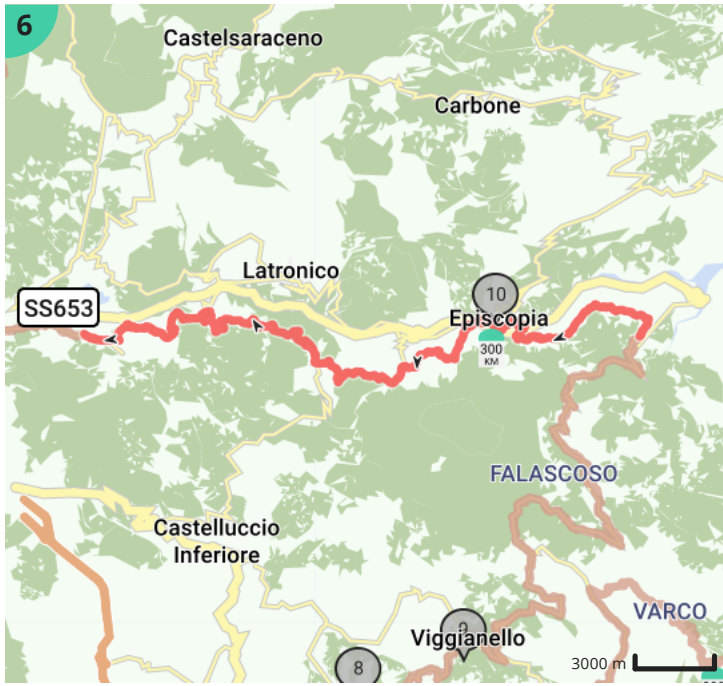 6
Castelsaraceno
Carbone
Latronico
SS653
10
Episcopia
300
KM
FALASCOSO
Castelluccio
Inferiore
VARCO
9
Viggianello
8
3000 m